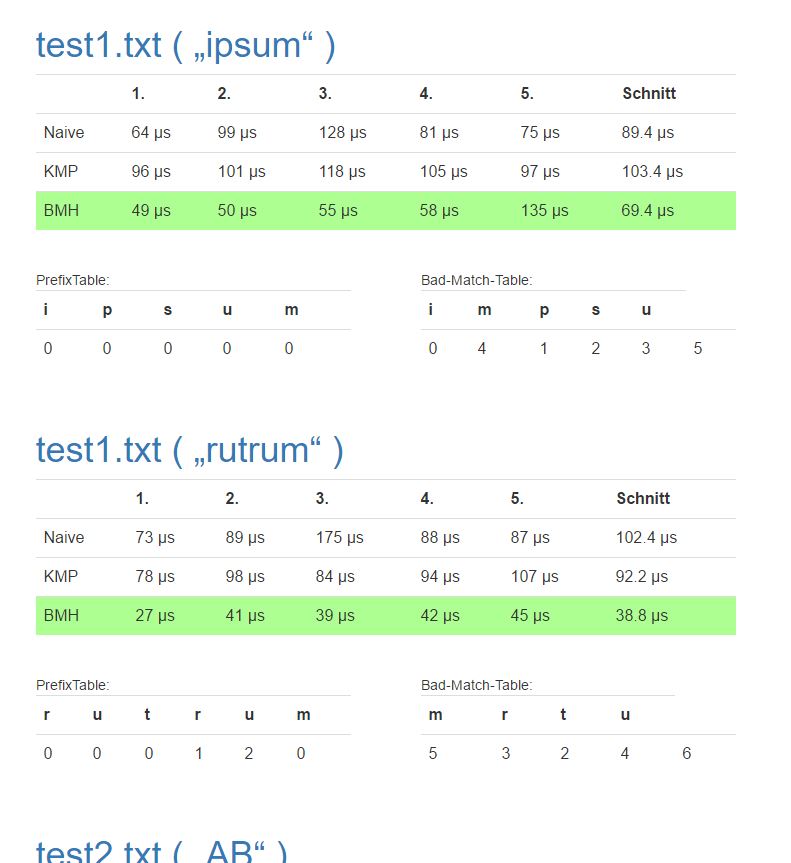 test1.txt ( „ipsum“ )
1. 2. 3. 4. 5. Schnitt
Naive 64 µs 99 µs 128 µs 81 µs 75 µs 89.4 µs
KMP 96 µs 101 µs 118 µs 105 µs 97 µs 103.4 µs
BMH 49 µs 50 µs 55 µs 58 µs 135 µs 69.4 µs
PrefixTable:
i p s u m
0 0 0 0 0
Bad-Match-Table:
i m p s u
0 4 1 2 3 5
test1.txt ( „rutrum“ )
1. 2. 3. 4. 5. Schnitt
Naive 73 µs 89 µs 175 µs 88 µs 87 µs 102.4 µs
KMP 78 µs 98 µs 84 µs 94 µs 107 µs 92.2 µs
BMH 27 µs 41 µs 39 µs 42 µs 45 µs 38.8 µs
PrefixTable:
r u t r u m
0 0 0 1 2 0
Bad-Match-Table:
m r t u
5 3 2 4 6
test2.txt ( „AB“ )